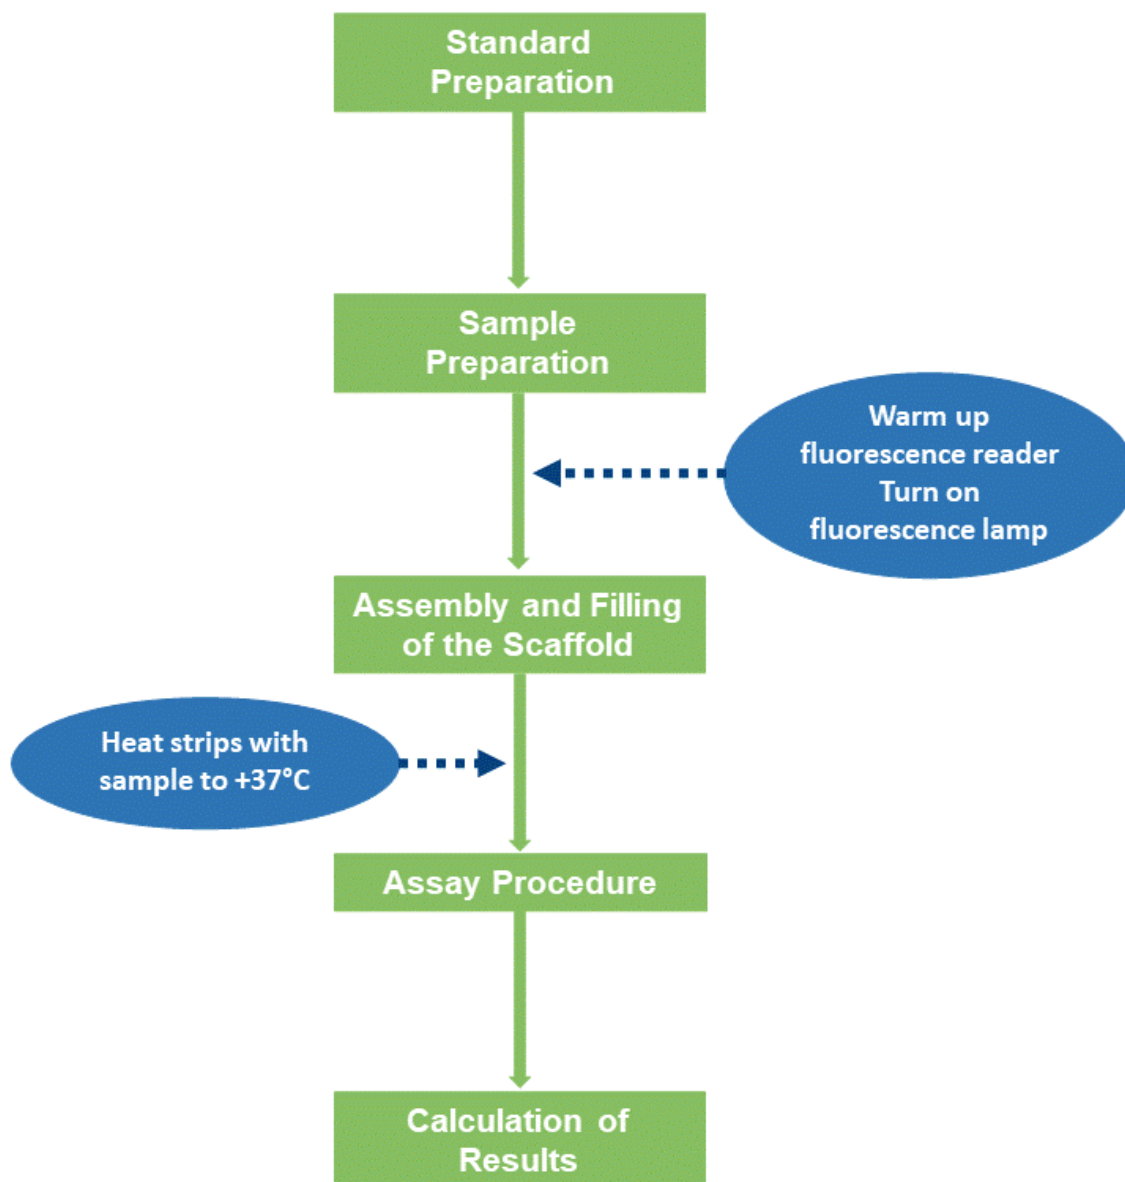 Standard
Preparation
Sample
Preparation
Warm up
fluorescence reader
Turn on
fluorescence lamp
Assembly and Filling
of the Scaffold
Heat strips with
sample to +37°C
Assay Procedure
Calculation of
Results